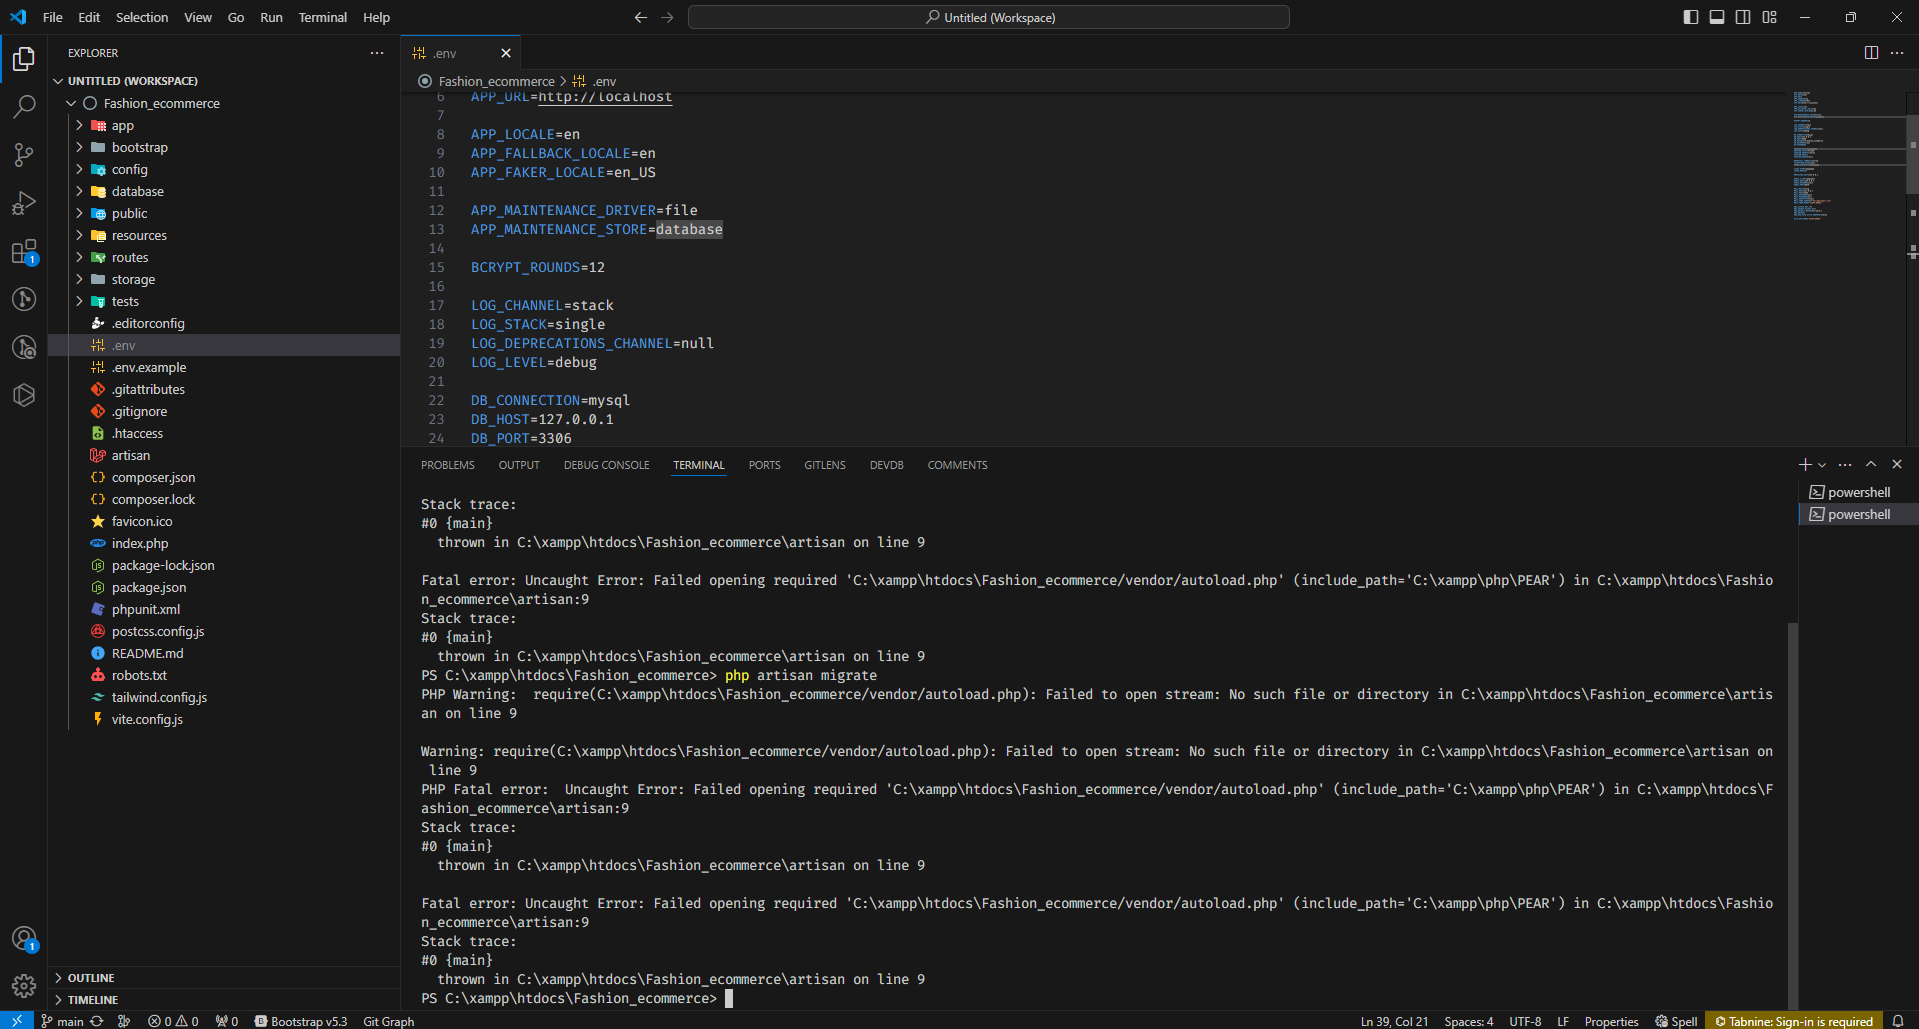 File Edit Selection View Go Run Terminal Help
Untitled (Workspace)
EXPLORER
UNTITLED (WORKSPACE)
Fashion_ecommerce
app
bootstrap
config
database
public
resources
routes
storage
tests
.editorconfig
.env
.env.example
.gitattributes
.gitignore
.htaccess
artisan
composer.json
composer.lock
favicon.ico
index.php
package-lock.json
package.json
phpunit.xml
postcss.config.js
README.md
robots.txt
tailwind.config.js
vite.config.js
OUTLINE
TIMELINE
1
1
.env
Fashion_ecommerce > .env
6 APP_URL=http://localhost
7
8 APP_LOCALE=en
9 APP_FALLBACK_LOCALE=en
10 APP_FAKER_LOCALE=en_US
11
12 APP_MAINTENANCE_DRIVER=file
13 APP_MAINTENANCE_STORE=database
14
15 BCRYPT_ROUNDS=12
16
17 LOG_CHANNEL=stack
18 LOG_STACK=single
19 LOG_DEPRECATIONS_CHANNEL=null
20 LOG_LEVEL=debug
21
22 DB_CONNECTION=mysql
23 DB_HOST=127.0.0.1
24 DB_PORT=3306
PROBLEMS OUTPUT DEBUG CONSOLE TERMINAL PORTS GITLENS DEVDB COMMENTS
powershell
powershell
Stack trace:
#0 {main}
thrown in C:\xampp\htdocs\Fashion_ecommerce\artisan on line 9
Fatal error: Uncaught Error: Failed opening required 'C:\xampp\htdocs\Fashion_ecommerce/vendor/autoload.php' (include_path='C:\xampp\php\PEAR') in C:\xampp\htdocs\Fashio
n_ecommerce\artisan:9
Stack trace:
#0 {main}
thrown in C:\xampp\htdocs\Fashion_ecommerce\artisan on line 9
PS C:\xampp\htdocs\Fashion_ecommerce> php artisan migrate
PHP Warning:  require(C:\xampp\htdocs\Fashion_ecommerce/vendor/autoload.php): Failed to open stream: No such file or directory in C:\xampp\htdocs\Fashion_ecommerce\artis
an on line 9
Warning: require(C:\xampp\htdocs\Fashion_ecommerce/vendor/autoload.php): Failed to open stream: No such file or directory in C:\xampp\htdocs\Fashion_ecommerce\artisan on
line 9
PHP Fatal error:  Uncaught Error: Failed opening required 'C:\xampp\htdocs\Fashion_ecommerce/vendor/autoload.php' (include_path='C:\xampp\php\PEAR') in C:\xampp\htdocs\F
ashion_ecommerce\artisan:9
Stack trace:
#0 {main}
thrown in C:\xampp\htdocs\Fashion_ecommerce\artisan on line 9
Fatal error: Uncaught Error: Failed opening required 'C:\xampp\htdocs\Fashion_ecommerce/vendor/autoload.php' (include_path='C:\xampp\php\PEAR') in C:\xampp\htdocs\Fashio
n_ecommerce\artisan:9
Stack trace:
#0 {main}
thrown in C:\xampp\htdocs\Fashion_ecommerce\artisan on line 9
PS C:\xampp\htdocs\Fashion_ecommerce>
main 0 0 0 Bootstrap v5.3 Git Graph Ln 39, Col 21 Spaces: 4 UTF-8 LF Properties Spell Tabnine: Sign-in is required